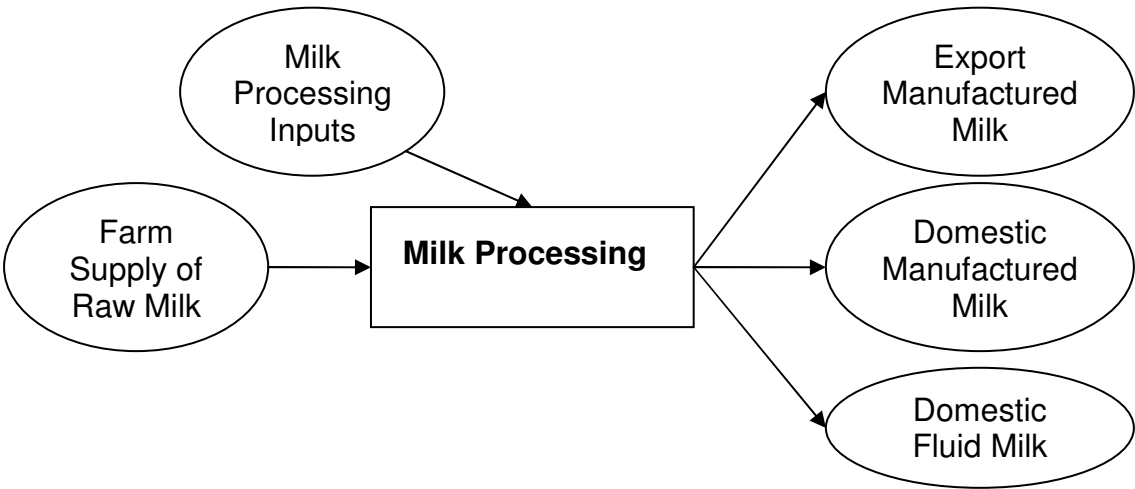 Milk
Processing
Inputs
Farm
Supply of
Raw Milk
Milk Processing
Export
Manufactured
Milk
Domestic
Manufactured
Milk
Domestic
Fluid Milk